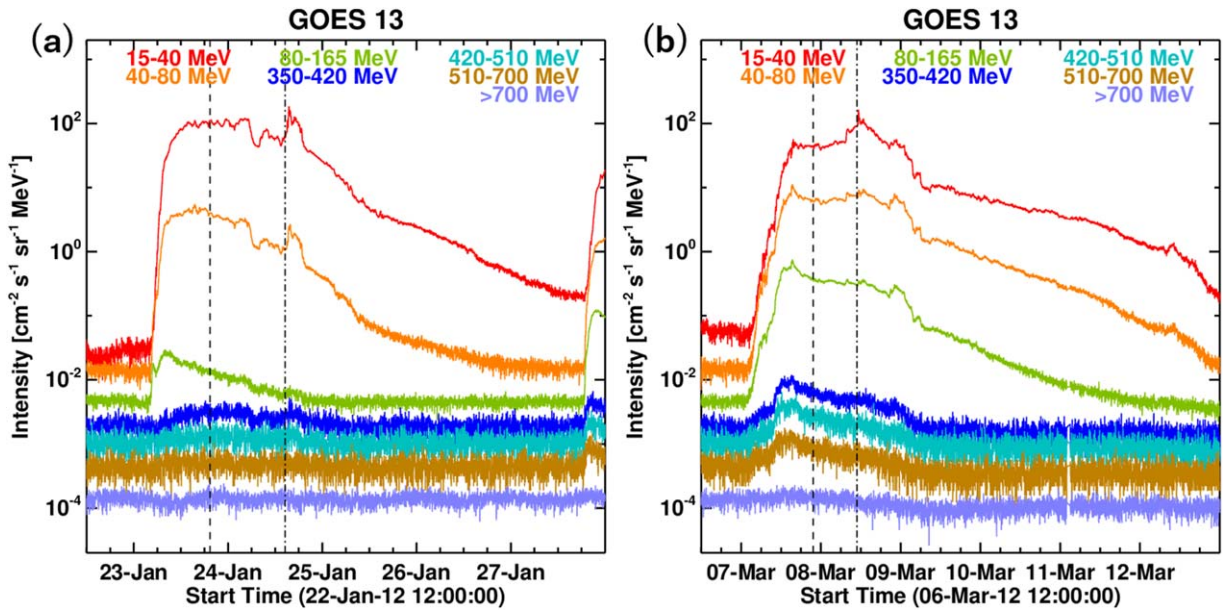 (a)
GOES 13
15-40 MeV 80-165 MeV 420-510 MeV
40-80 MeV 350-420 MeV 510-700 MeV
>700 MeV
Intensity [cm⁻² s⁻¹ sr⁻¹ MeV⁻¹]
10²
10⁰
10⁻²
10⁻⁴
23-Jan 24-Jan 25-Jan 26-Jan 27-Jan
Start Time (22-Jan-12 12:00:00)
(b)
GOES 13
15-40 MeV 80-165 MeV 420-510 MeV
40-80 MeV 350-420 MeV 510-700 MeV
>700 MeV
Intensity [cm⁻² s⁻¹ sr⁻¹ MeV⁻¹]
10²
10⁰
10⁻²
10⁻⁴
07-Mar 08-Mar 09-Mar 10-Mar 11-Mar 12-Mar
Start Time (06-Mar-12 12:00:00)